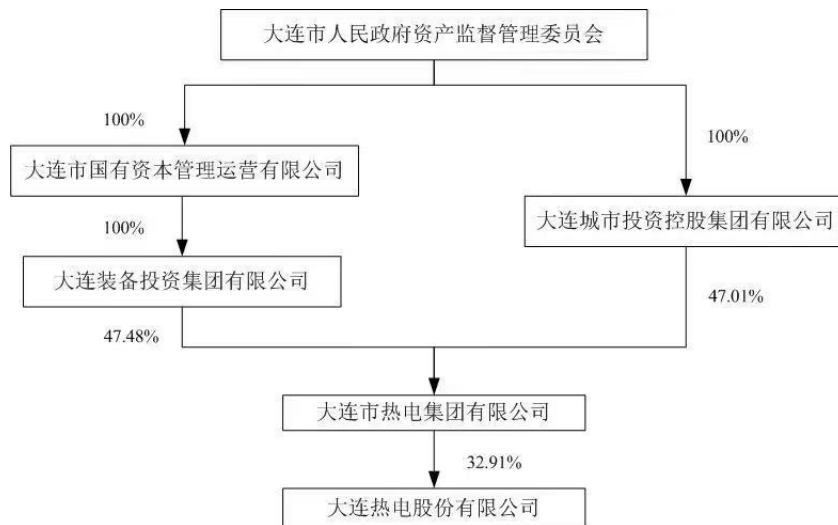 大连市人民政府资产监督管理委员会
100%
100%
大连市国有资本管理运营有限公司
大连城市投资控股集团有限公司
100%
大连装备投资集团有限公司
47.48%
47.01%
大连市热电集团有限公司
32.91%
大连热电股份有限公司